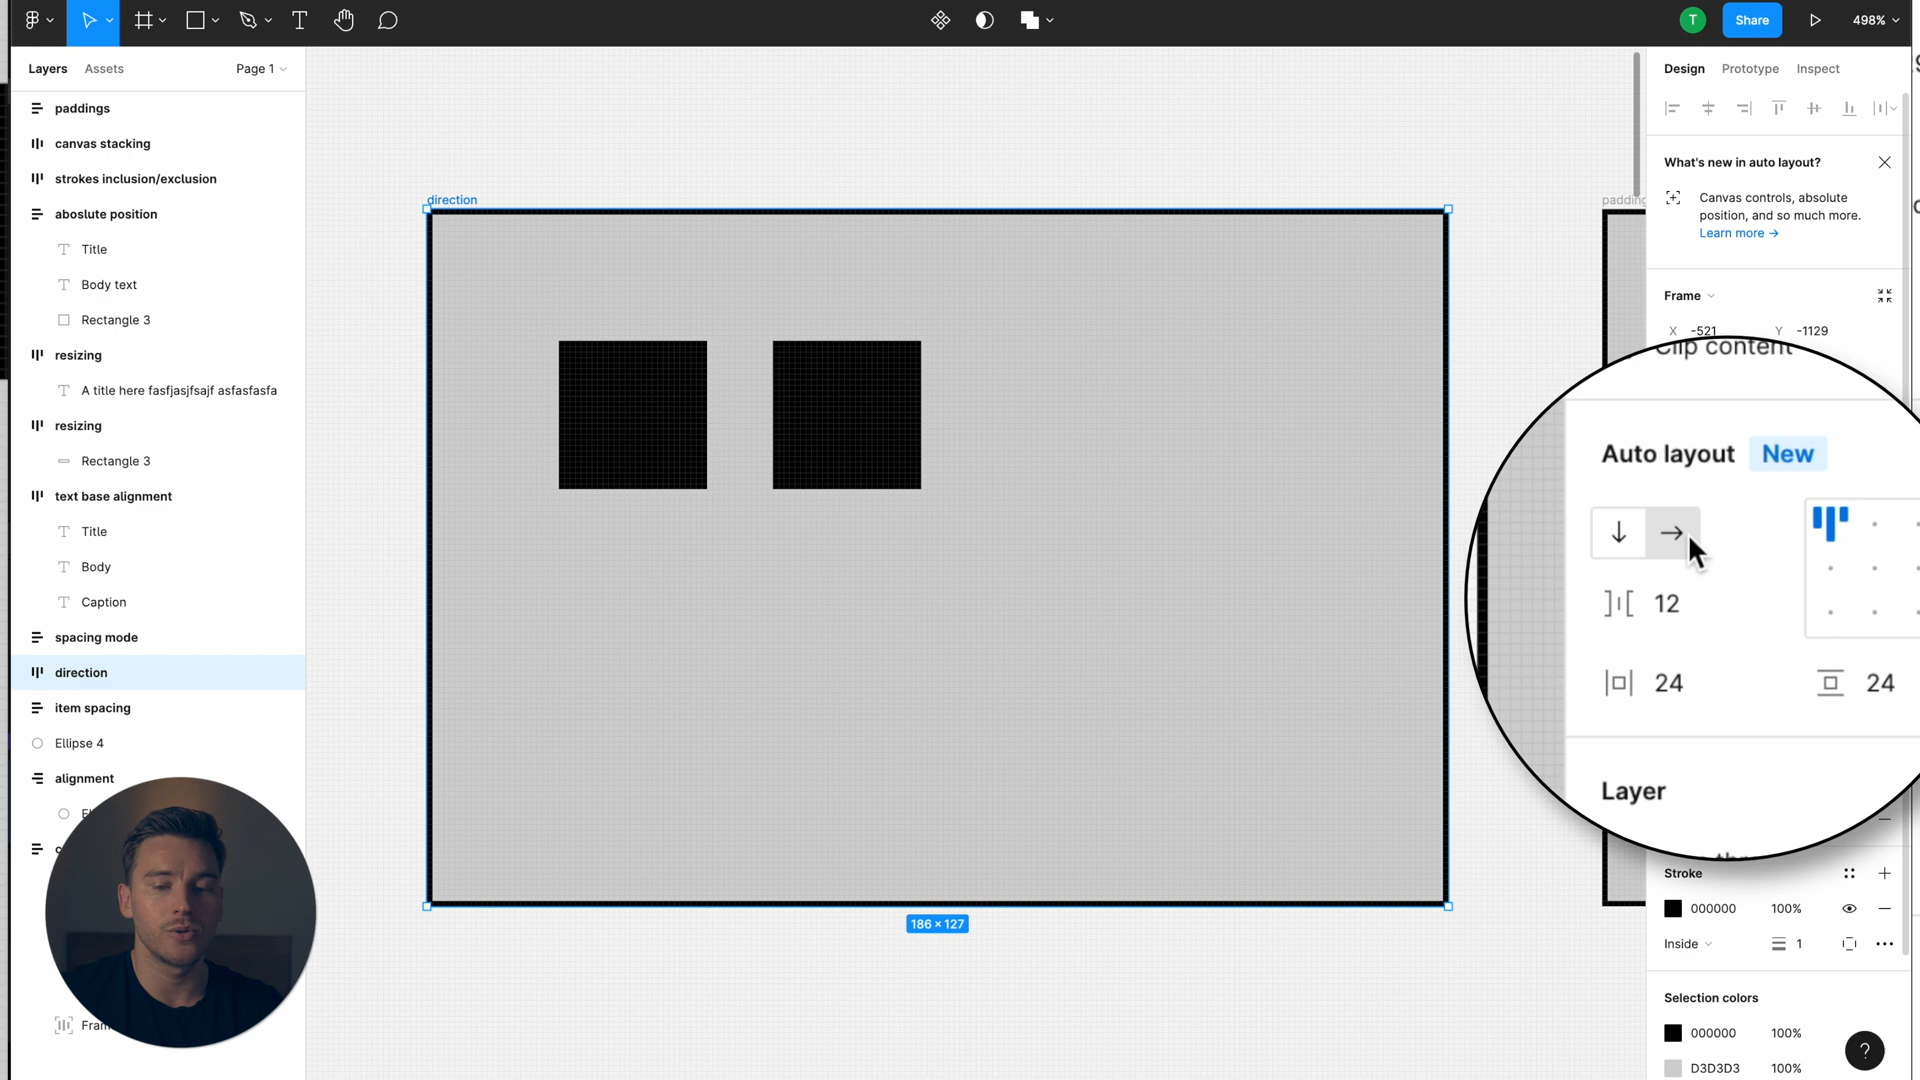 T
Share
498%
Layers
Assets
Page 1
paddings
canvas stacking
strokes inclusion/exclusion
aboslute position
Title
Body text
Rectangle 3
resizing
A title here fasfjasjfsajf asfasfasfa
resizing
Rectangle 3
text base alignment
Title
Body
Caption
spacing mode
direction
item spacing
Ellipse 4
alignment
direction
186 × 127
Design
Prototype
Inspect
What's new in auto layout?
Canvas controls, absolute
position, and so much more.
Learn more →
Frame
X -521
Y -1129
Clip content
Auto layout
New
12
24
24
Layer
Stroke
000000
100%
Inside
1
Selection colors
000000
100%
D3D3D3
100%
?